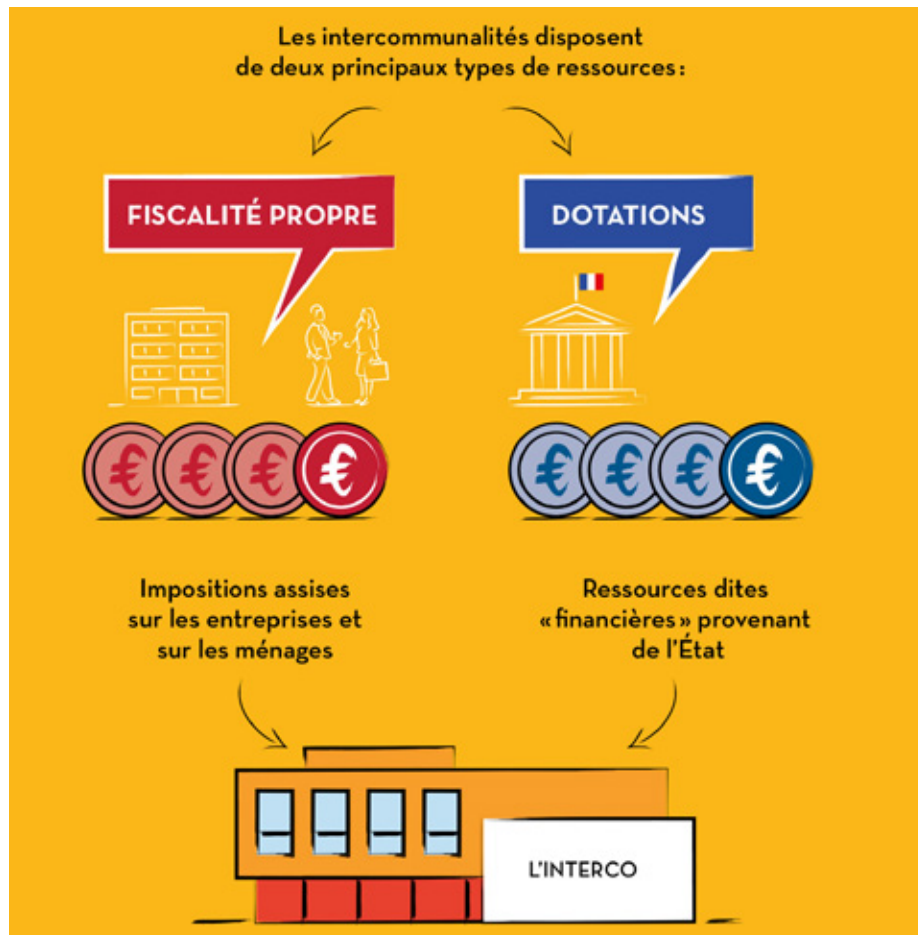 Les intercommunalités disposent
de deux principaux types de ressources :
FISCALITÉ PROPRE
DOTATIONS
€ € € €
€ € € €
Impositions assises
sur les entreprises et
sur les ménages
Ressources dites
« financières » provenant
de l'État
L'INTERCO